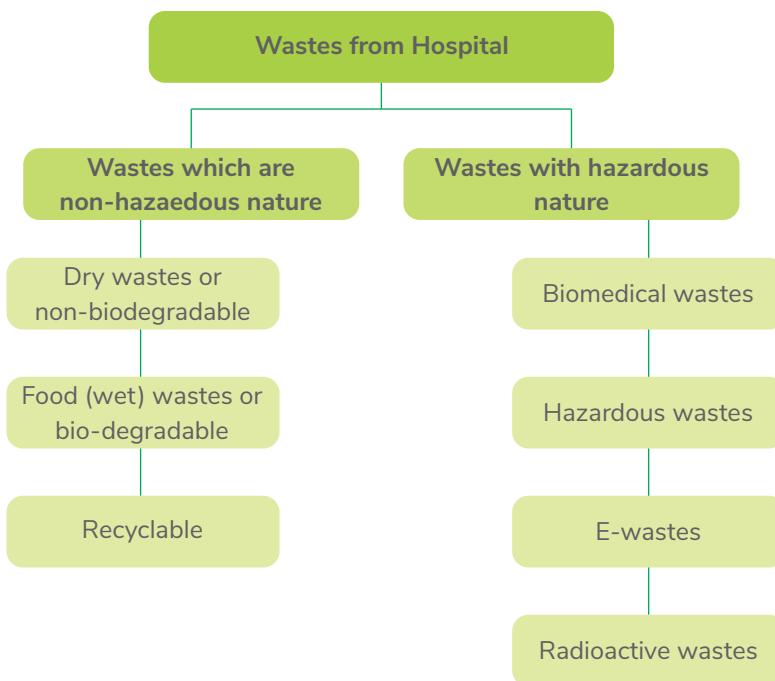 Wastes from Hospital
Wastes which are
non-hazaedous nature
Wastes with hazardous
nature
Dry wastes or
non-biodegradable
Biomedical wastes
Food (wet) wastes or
bio-degradable
Hazardous wastes
Recyclable
E-wastes
Radioactive wastes